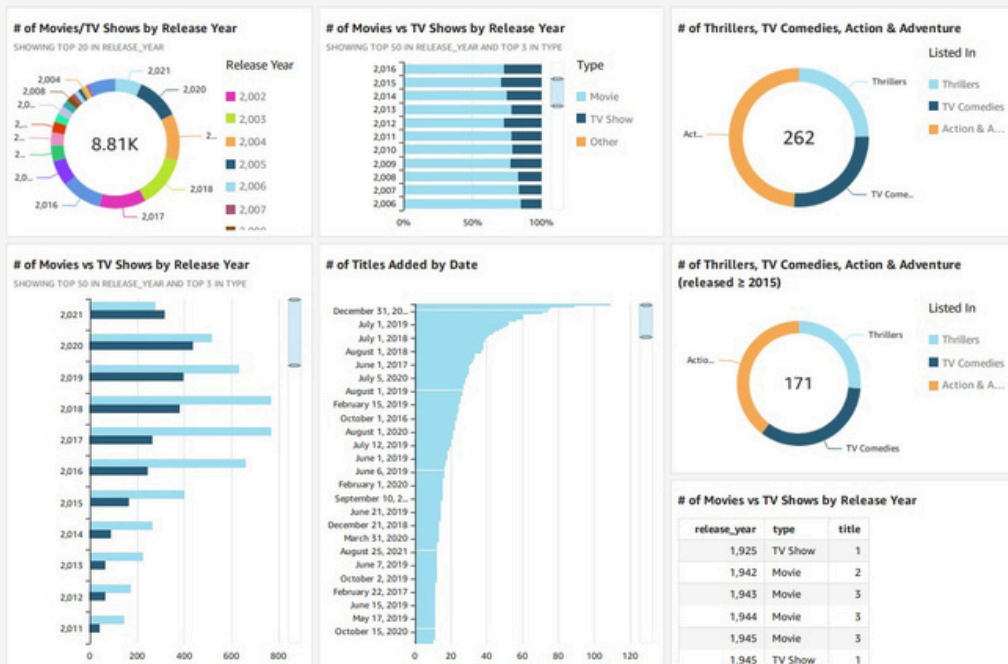 # of Movies/TV Shows by Release Year
SHOWING TOP 20 IN RELEASE_YEAR
2,004
2,008
2,0...
2,...
2,...
2,0...
2,016
2,021
2,020
2...
2,018
2,017
8.81K
Release Year
2,002
2,003
2,004
2,005
2,006
2,007
# of Movies vs TV Shows by Release Year
SHOWING TOP 50 IN RELEASE_YEAR AND TOP 3 IN TYPE
2,016
2,015
2,014
2,013
2,012
2,011
2,010
2,009
2,008
2,007
2,006
0% 50% 100%
Type
Movie
TV Show
Other
# of Thrillers, TV Comedies, Action & Adventure
Thrillers
Act...
262
TV Come..
Listed In
Thrillers
TV Comedies
Action & A...
# of Movies vs TV Shows by Release Year
SHOWING TOP 50 IN RELEASE_YEAR AND TOP 3 IN TYPE
2,021
2,020
2,019
2,018
2,017
2,016
2,015
2,014
2,013
2,012
2,011
0 200 400 600 800
# of Titles Added by Date
December 31, 20...
July 1, 2019
July 1, 2018
August 1, 2018
June 1, 2017
July 5, 2020
August 1, 2019
February 15, 2019
October 1, 2016
August 1, 2020
July 12, 2019
June 1, 2019
June 6, 2019
February 1, 2020
September 10, 2...
June 21, 2019
December 21, 2018
March 31, 2020
August 25, 2021
June 7, 2019
October 2, 2019
February 22, 2017
June 15, 2019
May 17, 2019
October 15, 2020
0 20 40 60 80 100 120
# of Thrillers, TV Comedies, Action & Adventure
(released ≥ 2015)
Thrillers
Actio...
171
TV Comedies
Listed In
Thrillers
TV Comedies
Action & A...
# of Movies vs TV Shows by Release Year
release_year type title
1,925 TV Show 1
1,942 Movie 2
1,943 Movie 3
1,944 Movie 3
1,945 Movie 3
1,945 TV Show 1